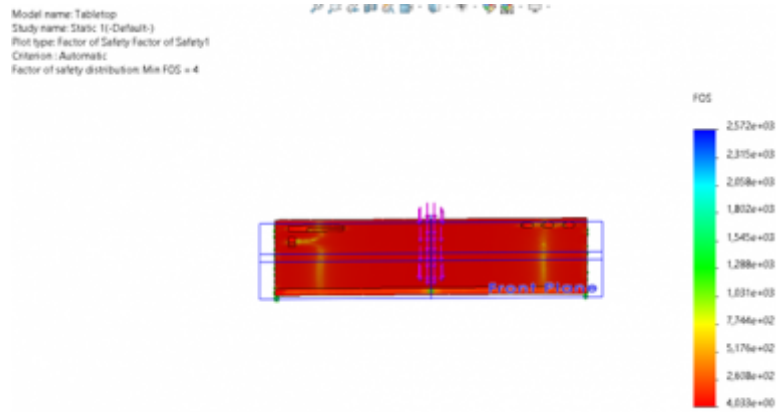 Model name: Tabletop
Study name: Static 1(-Default-)
Plot type: Factor of Safety Factor of Safety1
Criterion : Automatic
Factor of safety distribution: Min FOS = 4
FOS
2,572e+03
2,315e+03
2,058e+03
1,802e+03
1,545e+03
1,288e+03
1,031e+03
7,744e+02
5,176e+02
2,608e+02
4,033e+00
Front Plane